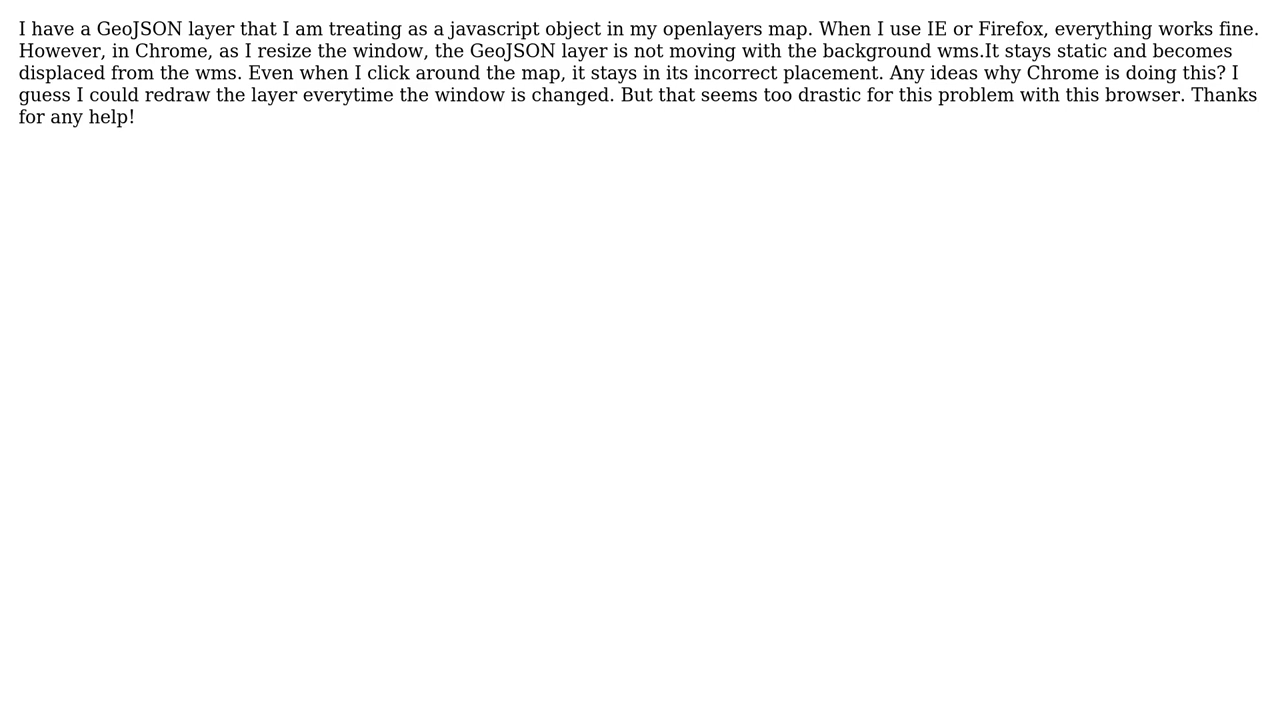 I have a GeoJSON layer that I am treating as a javascript object in my openlayers map. When I use IE or Firefox, everything works fine.
However, in Chrome, as I resize the window, the GeoJSON layer is not moving with the background wms.It stays static and becomes
displaced from the wms. Even when I click around the map, it stays in its incorrect placement. Any ideas why Chrome is doing this? I
guess I could redraw the layer everytime the window is changed. But that seems too drastic for this problem with this browser. Thanks
for any help!